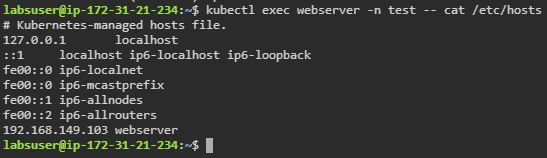 labsuser@ip-172-31-21-234:~$ kubectl exec webserver -n test -- cat /etc/hosts
# Kubernetes-managed hosts file.
127.0.0.1       localhost
::1     localhost ip6-localhost ip6-loopback
fe00::0 ip6-localnet
fe00::0 ip6-mcastprefix
fe00::1 ip6-allnodes
fe00::2 ip6-allrouters
192.168.149.103 webserver
labsuser@ip-172-31-21-234:~$